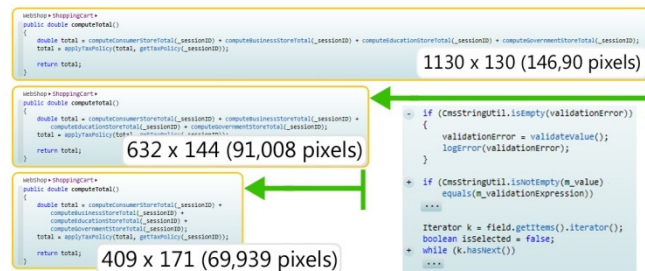 WebShop ▸ ShoppingCart ▸
public double computeTotal()
{
double total = computeConsumerStoreTotal(_sessionID) + computeBusinessStoreTotal(_sessionID) + computeEducationStoreTotal(_sessionID) + computeGovernmentStoreTotal(_sessionID);
total = applyTaxPolicy(total, getTaxPolicy(_sessionID));
return total;
}
1130 x 130 (146,90 pixels)
WebShop ▸ ShoppingCart ▸
public double computeTotal()
{
double total = computeConsumerStoreTotal(_sessionID) + computeBusinessStoreTotal(_sessionID) +
computeEducationStoreTotal(_sessionID) + computeGovernmentStoreTotal(_sessionID);
total = applyTaxPolicy(total, getTaxPolicy(_sessionID));
return total;
}
632 x 144 (91,008 pixels)
WebShop ▸ ShoppingCart ▸
public double computeTotal()
{
double total = computeConsumerStoreTotal(_sessionID) +
computeBusinessStoreTotal(_sessionID) +
computeEducationStoreTotal(_sessionID) +
computeGovernmentStoreTotal(_sessionID);
total = applyTaxPolicy(total, getTaxPolicy(_sessionID));
return total;
}
409 x 171 (69,939 pixels)
- if (CmsStringUtil.isEmpty(validationError))
{
validationError = validateValue();
logError(validationError);
}
+ if (CmsStringUtil.isNotEmpty(m_value)
equals(m_validationExpression))
...
Iterator k = field.getItems().iterator();
boolean isSelected = false;
+ while (k.hasNext())
...